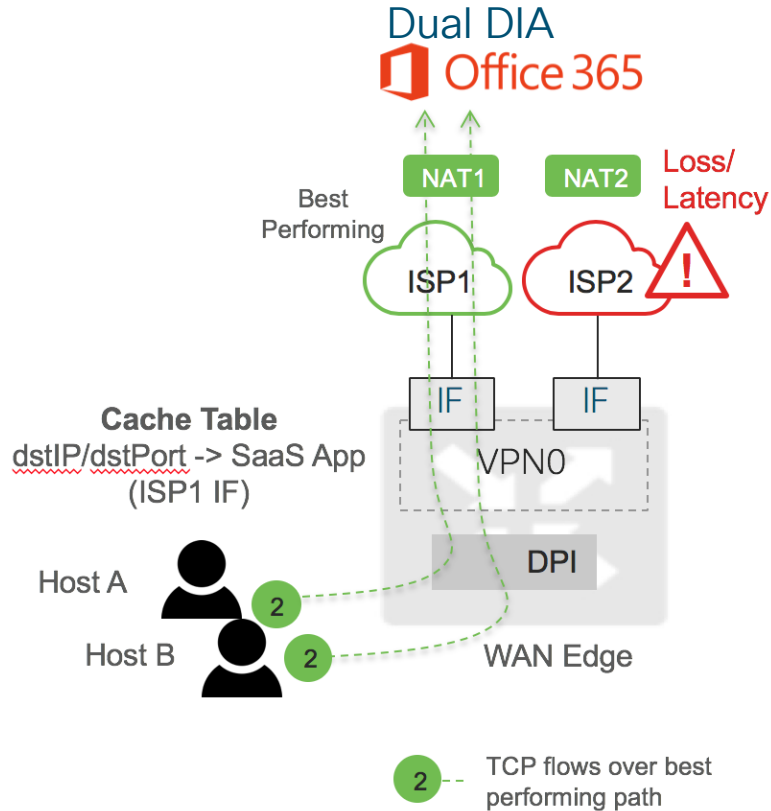 Dual DIA
Office 365
NAT1
NAT2
Loss/
Latency
Best
Performing
ISP1
ISP2
!
IF
IF
Cache Table
dstIP/dstPort -> SaaS App
(ISP1 IF)
VPN0
DPI
Host A
2
Host B
2
WAN Edge
2
TCP flows over best
performing path